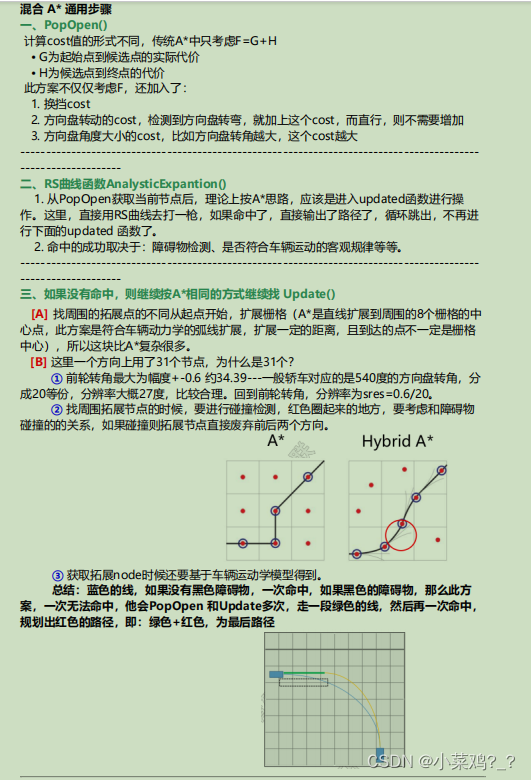 混合 A* 通用步骤
一、PopOpen()
计算cost值的形式不同，传统A*中只考虑F=G+H
• G为起始点到候选点的实际代价
• H为候选点到终点的代价
此方案不仅仅考虑F，还加入了：
1. 换挡cost
2. 方向盘转动的cost，检测到方向盘转弯，就加上这个cost，而直行，则不需要增加
3. 方向盘角度大小的cost，比如方向盘转角越大，这个cost越大
二、RS曲线函数AnalysticExpantion()
1. 从PopOpen获取当前节点后，理论上按A*思路，应该是进入updated函数进行操
作。这里，直接用RS曲线去打一枪，如果命中了，直接输出了路径了，循环跳出，不再进
行下面的updated 函数了。
2. 命中的成功取决于：障碍物检测、是否符合车辆运动的客观规律等等。
三、如果没有命中，则继续按A*相同的方式继续找 Update()
[A] 找周围的拓展点的不同从起点开始，扩展栅格（A*是直线扩展到周围的8个栅格的中
心点，此方案是符合车辆动力学的弧线扩展，扩展一定的距离，且到达的点不一定是栅格
中心），所以这块比A*复杂很多。
[B] 这里一个方向上用了31个节点，为什么是31个？
① 前轮转角最大为幅度+-0.6 约34.39---一般轿车对应的是540度的方向盘转角，分
成20等份，分辨率大概27度，比较合理。回到前轮转角，分辨率为sres=0.6/20。
② 找周围拓展节点的时候，要进行碰撞检测，红色圈起来的地方，要考虑和障碍物
碰撞的的关系，如果碰撞则拓展节点直接废弃前后两个方向。
A* Hybrid A*
③ 获取拓展node时候还要基于车辆运动学模型得到。
总结：蓝色的线，如果没有黑色障碍物，一次命中，如果黑色的障碍物，那么此方
案，一次无法命中，他会PopOpen 和Update多次，走一段绿色的线，然后再一次命中，
规划出红色的路径，即：绿色+红色，为最后路径
CSDN @小菜鸡?_?